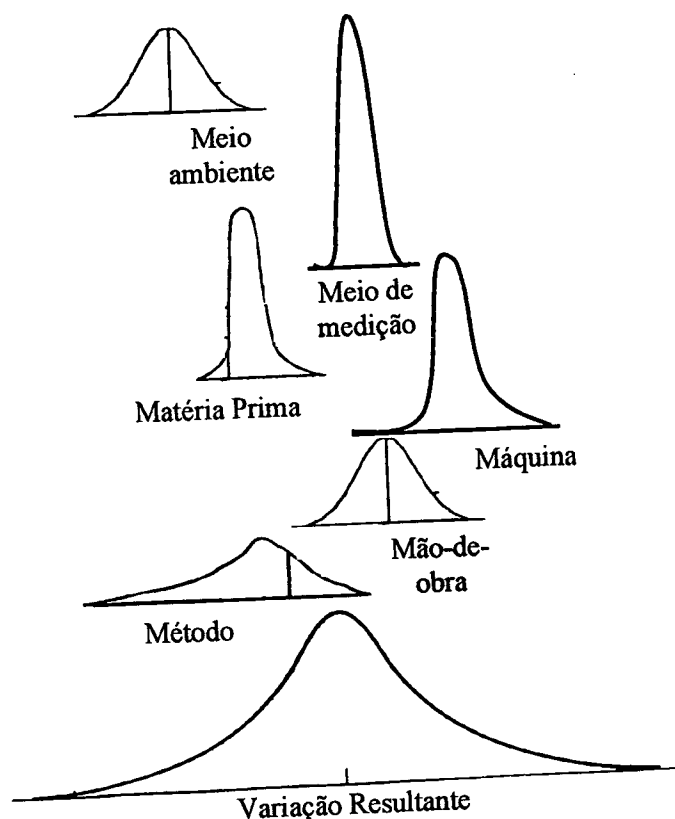 Meio
ambiente
Meio de
medição
Matéria Prima
Máquina
Mão-de-
obra
Método
Variação Resultante